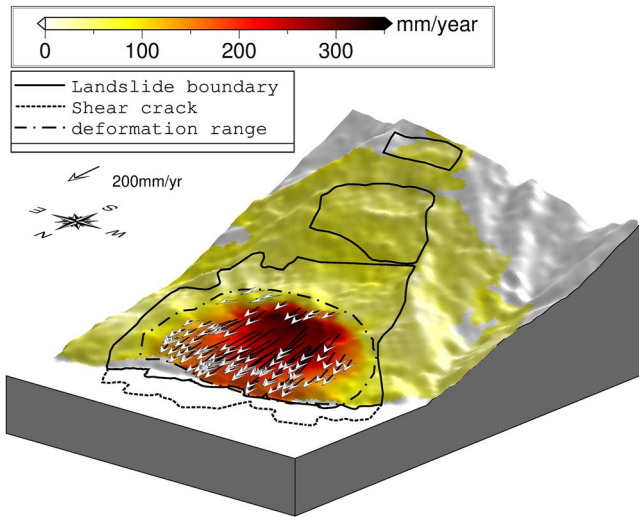 mm/year
0 100 200 300
Landslide boundary
Shear crack
deformation range
200mm/yr
E S
N W